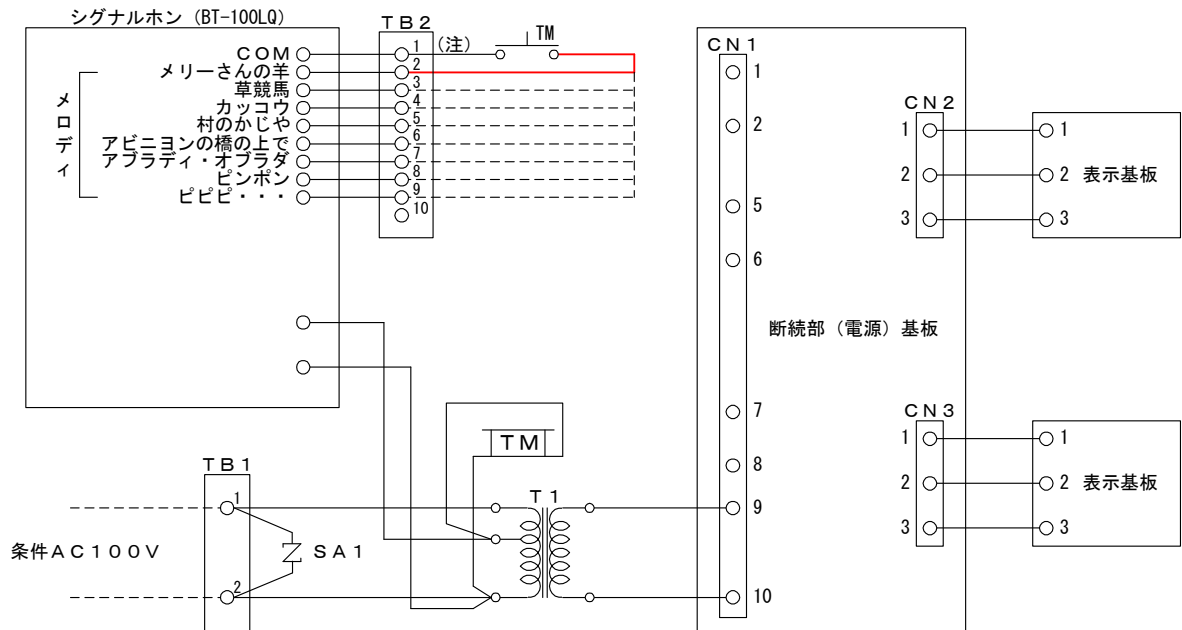 シグナルホン(BT-100LQ)
COM
メリーさんの羊
草競馬
カッコウ
村のかじや
アビニヨンの橋の上で
アブラディ・オブラダ
ピンポン
ピピピ・・・
メロディ
TB2
1
2
3
4
5
6
7
8
9
10
(注)
TM
CN1
1
2
5
6
7
8
9
10
断続部(電源)基板
CN2
1
2
3
1
2 表示基板
3
CN3
1
2
3
1
2 表示基板
3
TM
TB1
1
2
条件AC100V
SA1
T1